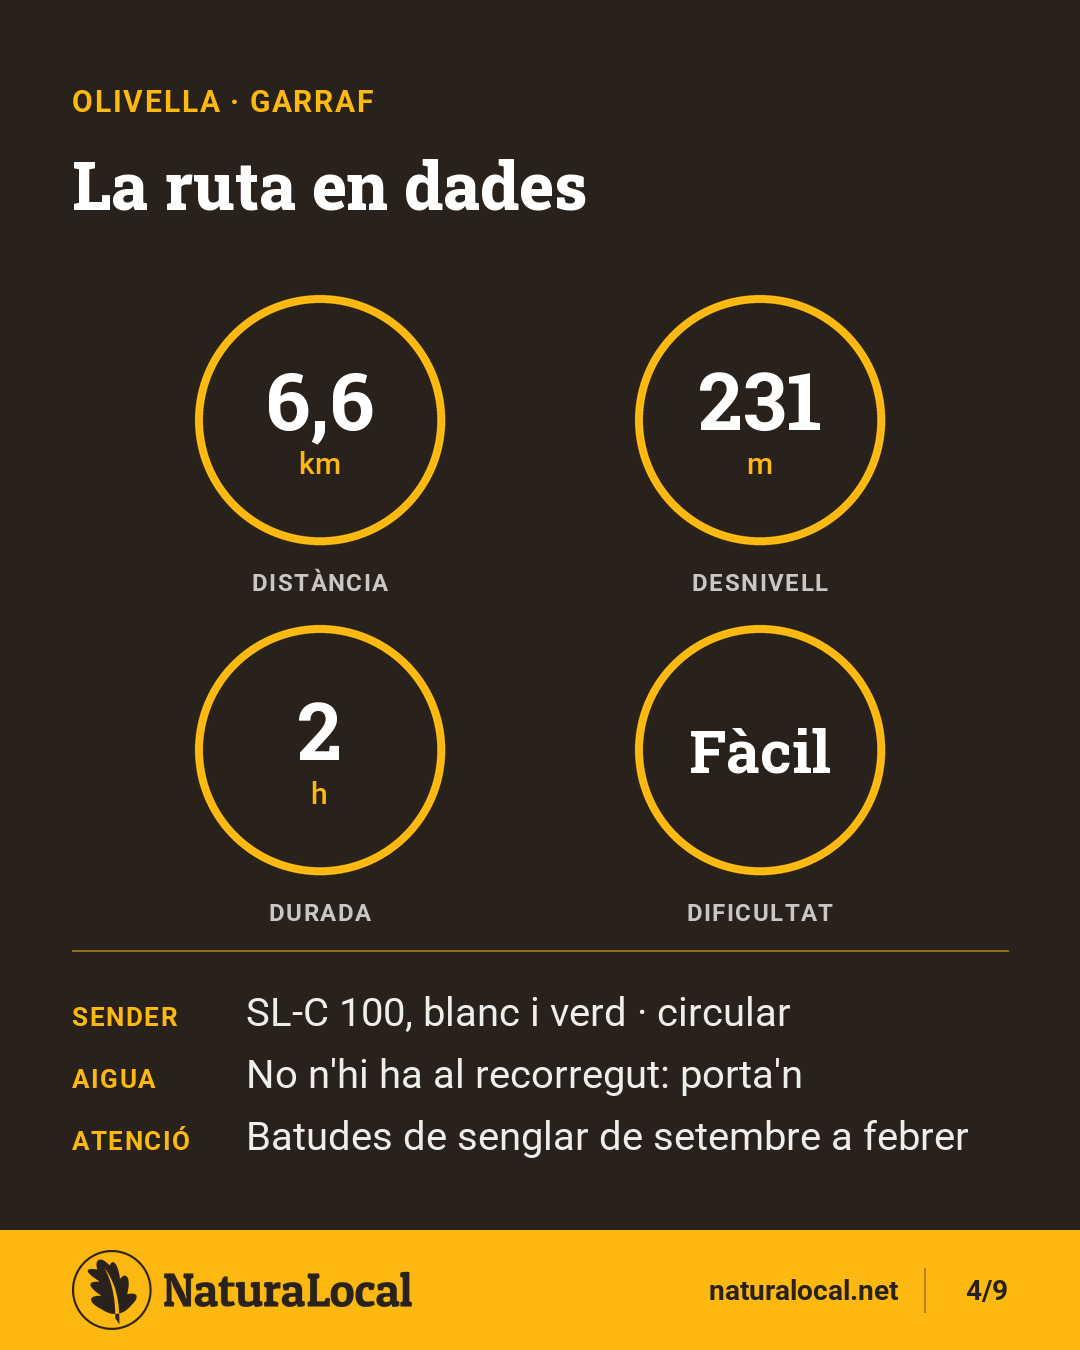 OLIVELLA · GARRAF
La ruta en dades
6,6
km
DISTÀNCIA
231
m
DESNIVELL
2
h
DURADA
Fàcil
DIFICULTAT
SENDER SL-C 100, blanc i verd · circular
AIGUA No n'hi ha al recorregut: porta'n
ATENCIÓ Batudes de senglar de setembre a febrer
NaturaLocal
naturalocal.net
4/9